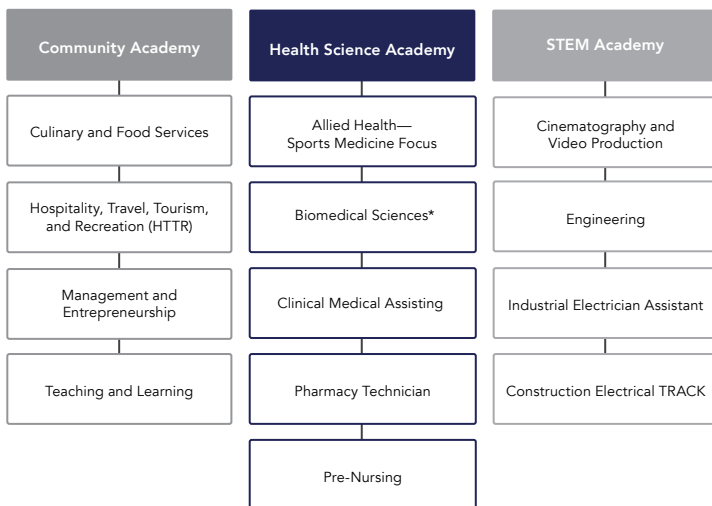 Community Academy
Culinary and Food Services
Hospitality, Travel, Tourism,
and Recreation (HTTR)
Management and
Entrepreneurship
Teaching and Learning
Health Science Academy
Allied Health—
Sports Medicine Focus
Biomedical Sciences*
Clinical Medical Assisting
Pharmacy Technician
Pre-Nursing
STEM Academy
Cinematography and
Video Production
Engineering
Industrial Electrician Assistant
Construction Electrical TRACK